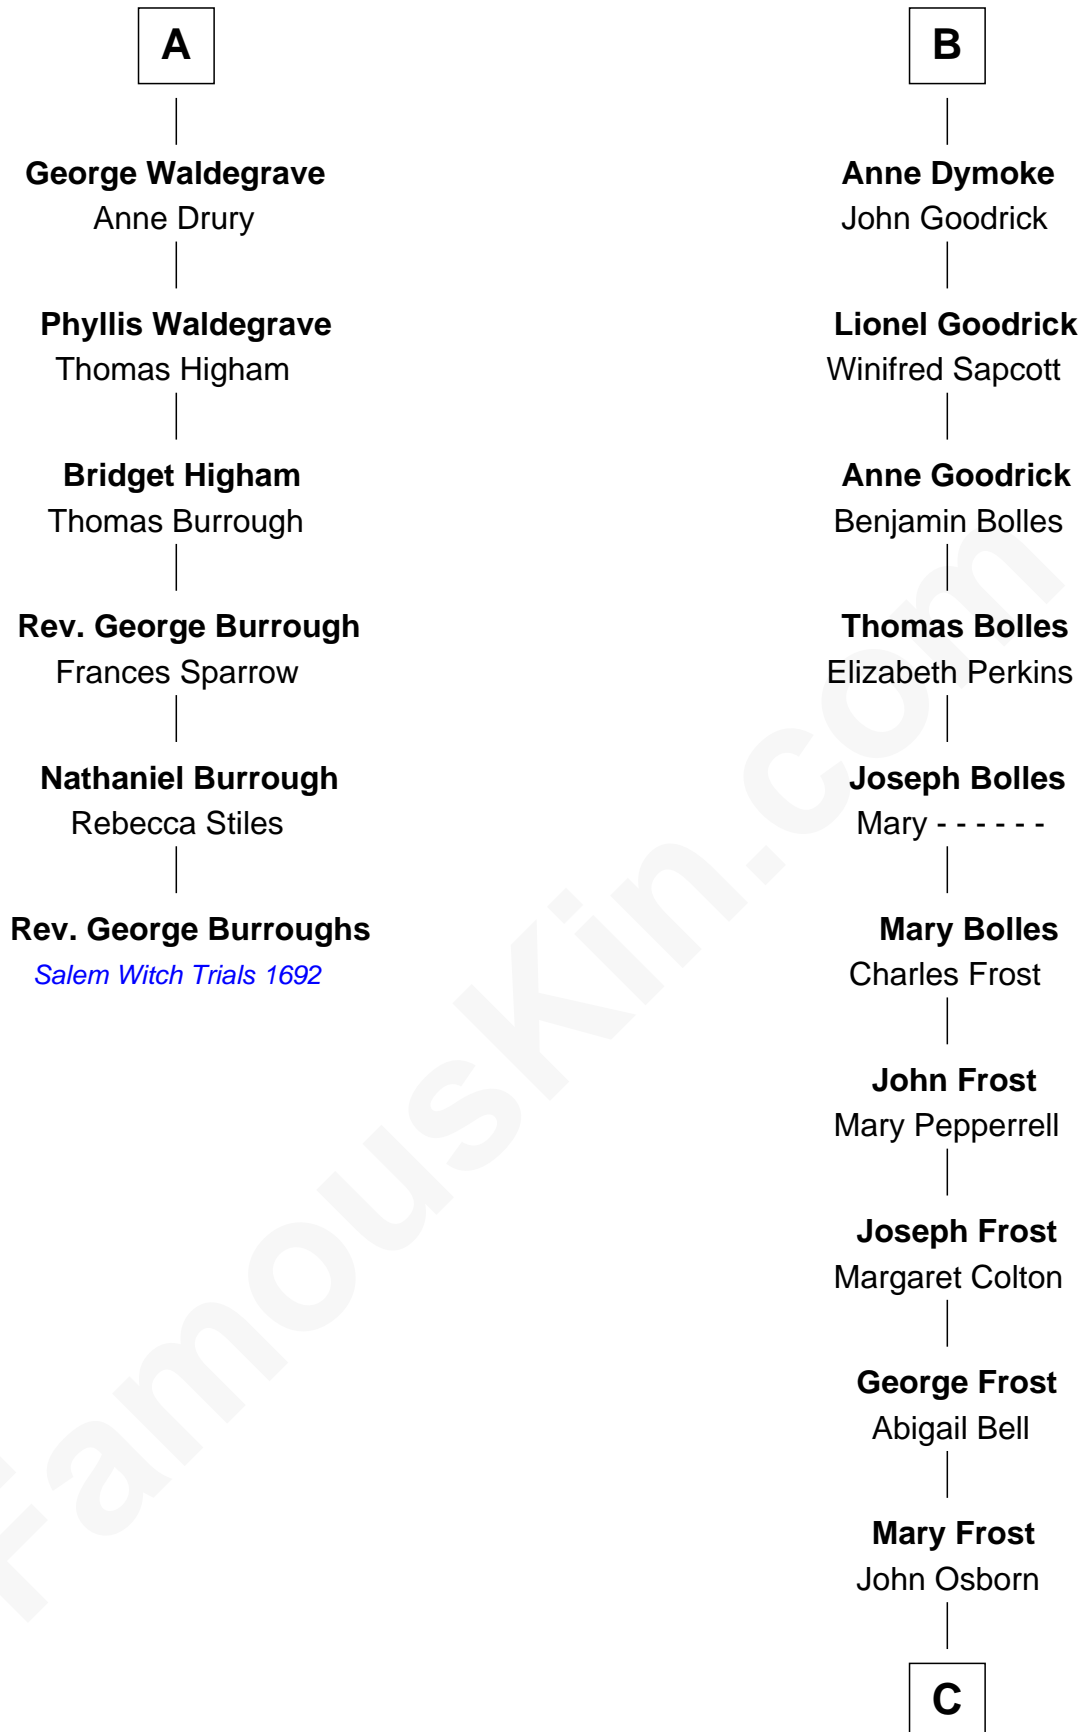 A
George Waldegrave
Anne Drury
Phyllis Waldegrave
Thomas Higham
Bridget Higham
Thomas Burrough
Rev. George Burrough
Frances Sparrow
Nathaniel Burrough
Rebecca Stiles
Rev. George Burroughs
Salem Witch Trials 1692
B
Anne Dymoke
John Goodrick
Lionel Goodrick
Winifred Sapcott
Anne Goodrick
Benjamin Bolles
Thomas Bolles
Elizabeth Perkins
Joseph Bolles
Mary - - - - - -
Mary Bolles
Charles Frost
John Frost
Mary Pepperrell
Joseph Frost
Margaret Colton
George Frost
Abigail Bell
Mary Frost
John Osborn
C
FamousKin.com